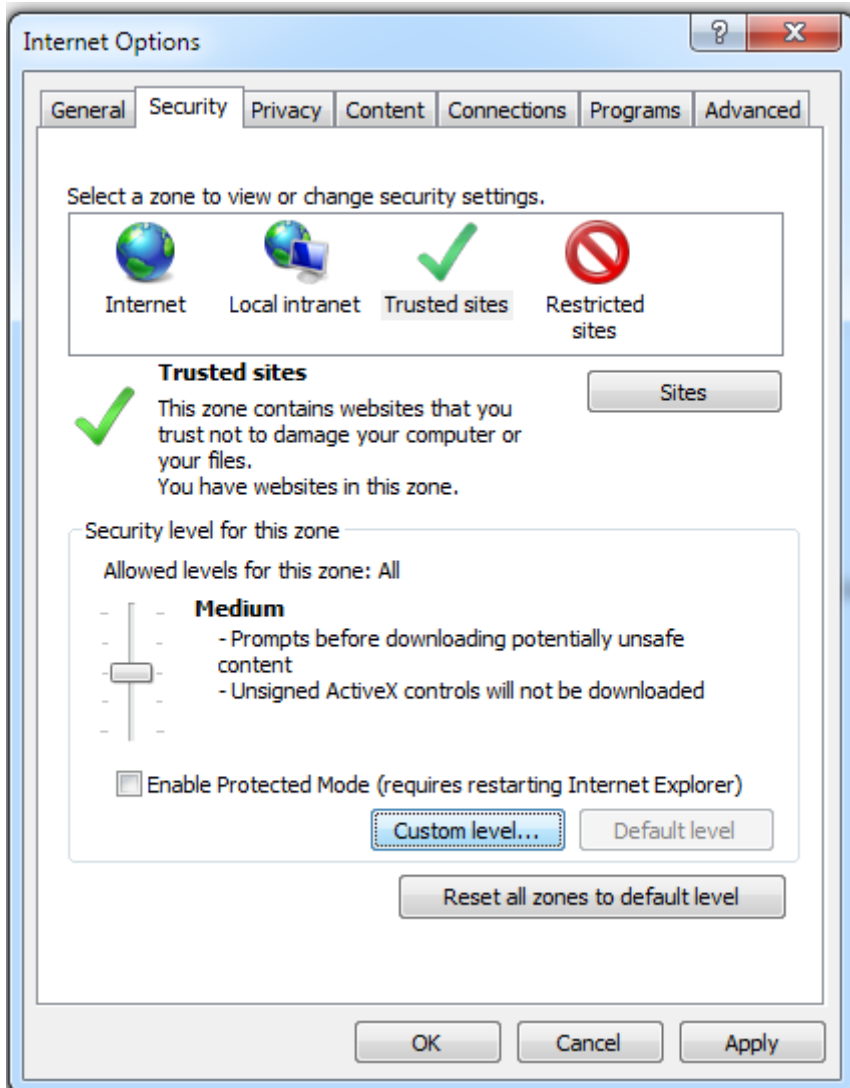 Internet Options
?
General Security Privacy Content Connections Programs Advanced
Select a zone to view or change security settings.
Internet Local intranet Trusted sites Restricted
sites
Trusted sites
Sites
This zone contains websites that you
trust not to damage your computer or
your files.
You have websites in this zone.
Security level for this zone
Allowed levels for this zone: All
Medium
- Prompts before downloading potentially unsafe
content
- Unsigned ActiveX controls will not be downloaded
Enable Protected Mode (requires restarting Internet Explorer)
Custom level... Default level
Reset all zones to default level
OK Cancel Apply